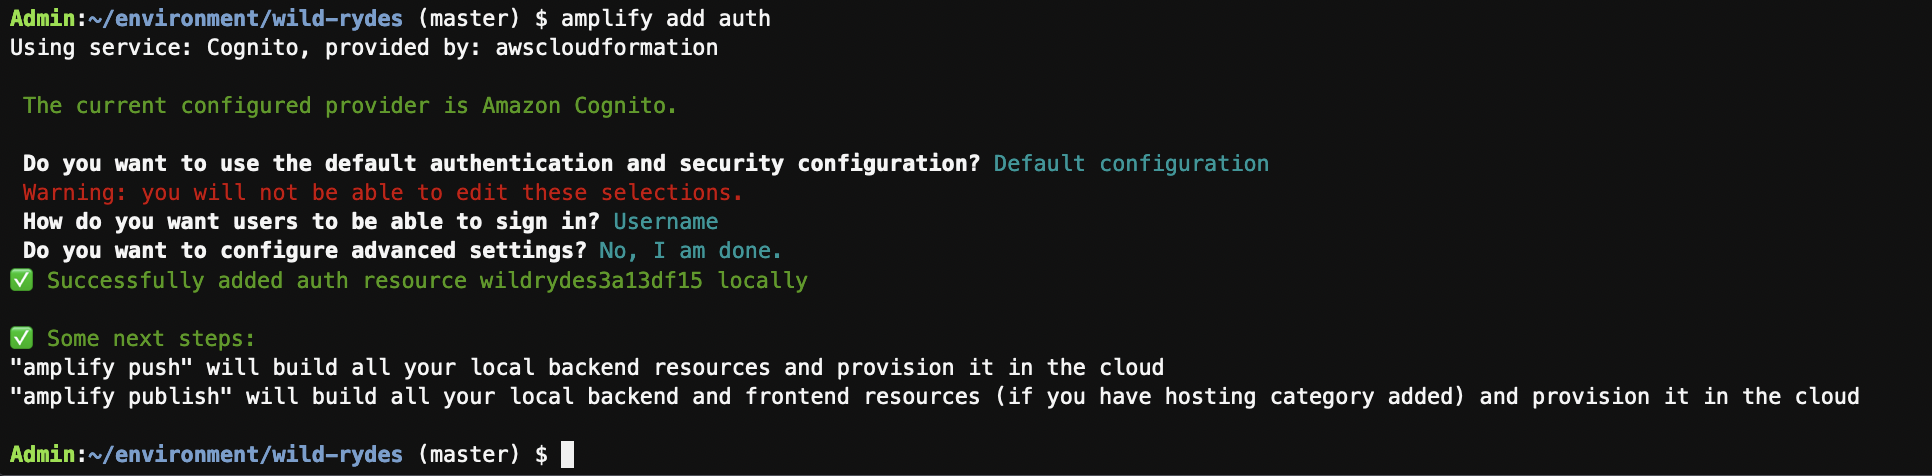 Admin:~/environment/wild-rydes (master) $ amplify add auth
Using service: Cognito, provided by: awscloudformation
The current configured provider is Amazon Cognito.
Do you want to use the default authentication and security configuration? Default configuration
Warning: you will not be able to edit these selections.
How do you want users to be able to sign in? Username
Do you want to configure advanced settings? No, I am done.
✅ Successfully added auth resource wildrydes3a13df15 locally
✅ Some next steps:
"amplify push" will build all your local backend resources and provision it in the cloud
"amplify publish" will build all your local backend and frontend resources (if you have hosting category added) and provision it in the cloud
Admin:~/environment/wild-rydes (master) $